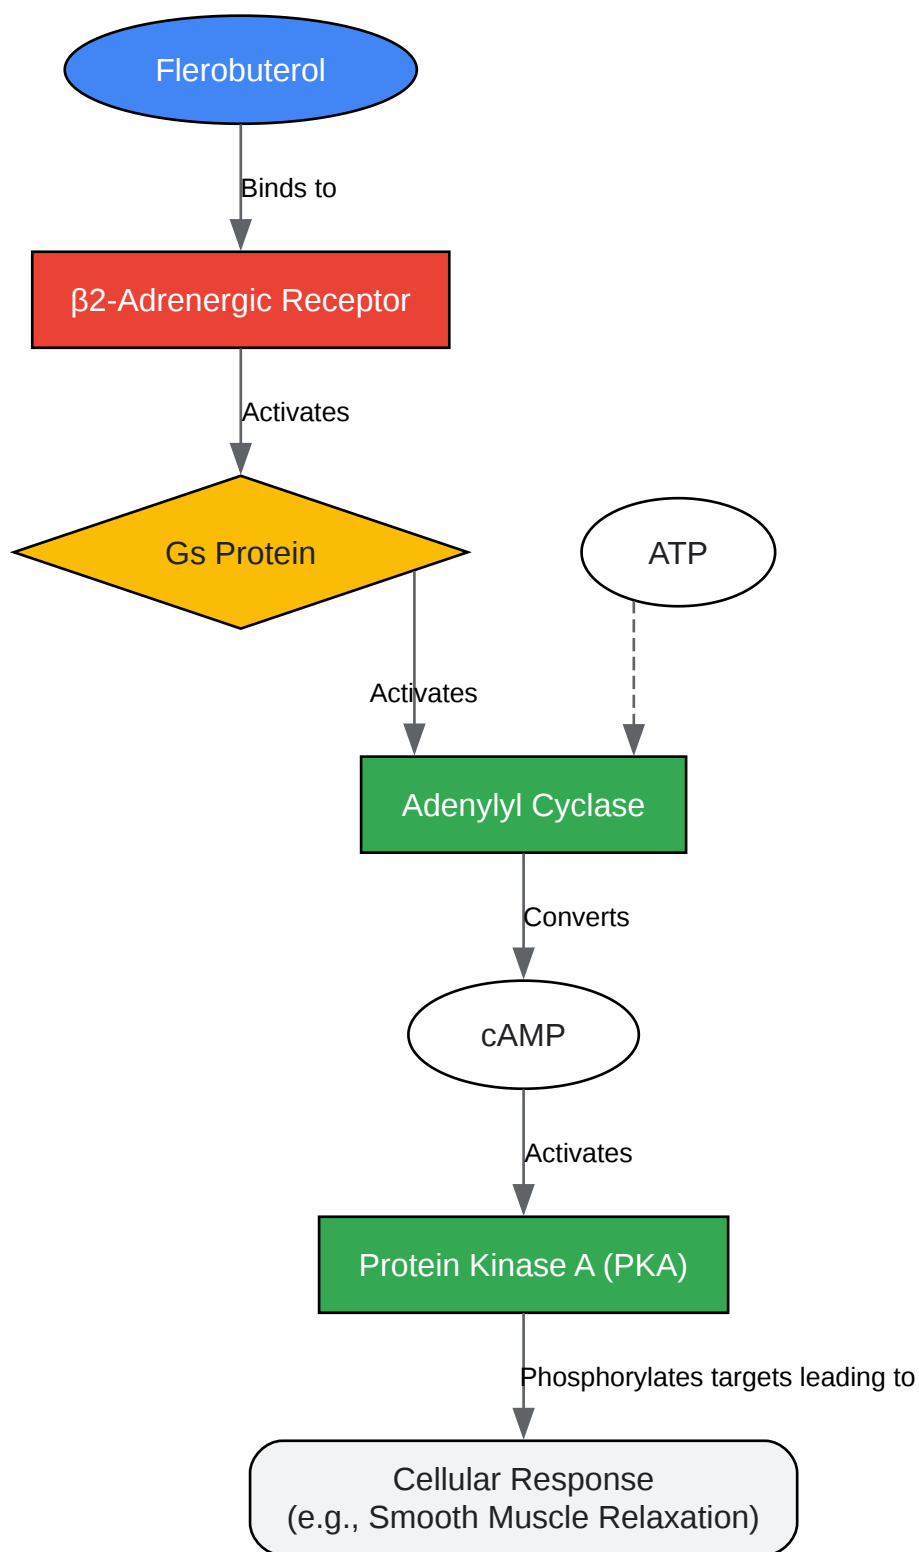 Flerobuterol
Binds to
β2-Adrenergic Receptor
Activates
Gs Protein
ATP
Activates
Adenylyl Cyclase
Converts
cAMP
Activates
Protein Kinase A (PKA)
Phosphorylates targets leading to
Cellular Response
(e.g., Smooth Muscle Relaxation)